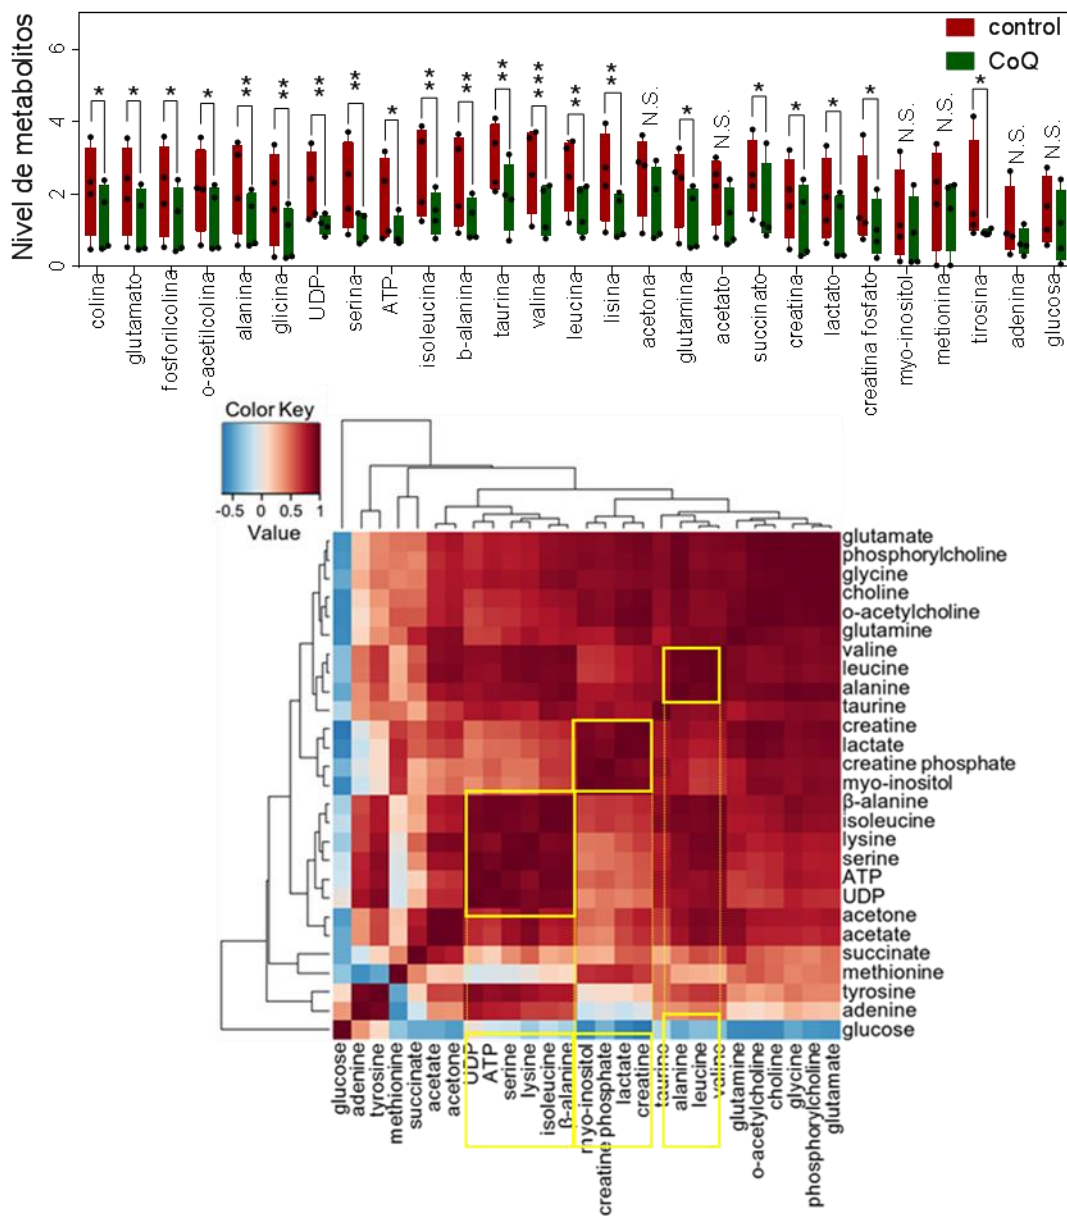 Nivel de metabolitos
6
4
2
0
control
CoQ
* * * * ** ** ** ** * ** ** ** *** ** ** N.S. * N.S. * * * * N.S. N.S. * N.S. N.S.
colina
glutamato
fosforilcolina
o-acetilcolina
alanina
glicina
UDP
serina
ATP
isoleucina
b-alanina
taurina
valina
leucina
lisina
acetona
glutamina
acetato
succinato
creatina
lactato
creatina fosfato
myo-inositol
metionina
tirosina
adenina
glucosa
Color Key
-0.5 0 0.5 1
Value
glutamate
phosphorylcholine
glycine
choline
o-acetylcholine
glutamine
valine
leucine
alanine
taurine
creatine
lactate
creatine phosphate
myo-inositol
β-alanine
isoleucine
lysine
serine
ATP
UDP
acetone
acetate
succinate
methionine
tyrosine
adenine
glucose
glucose
adenine
tyrosine
methionine
succinate
acetate
acetone
UDP
ATP
serine
lysine
isoleucine
β-alanine
myo-inositol
creatine phosphate
lactate
creatine
taurine
alanine
leucine
valine
glutamine
o-acetylcholine
choline
glycine
phosphorylcholine
glutamate